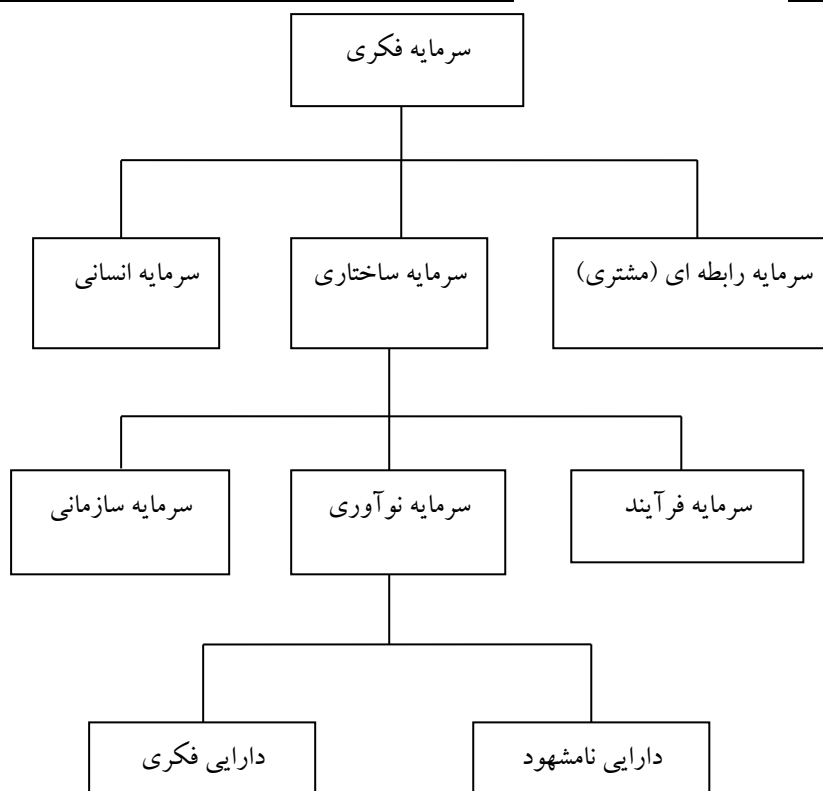 سرمایه فکری
سرمایه رابطه ای (مشتری)
سرمایه ساختاری
سرمایه انسانی
سرمایه فرآیند
سرمایه نوآوری
سرمایه سازمانی
دارایی نامشهود
دارایی فکری